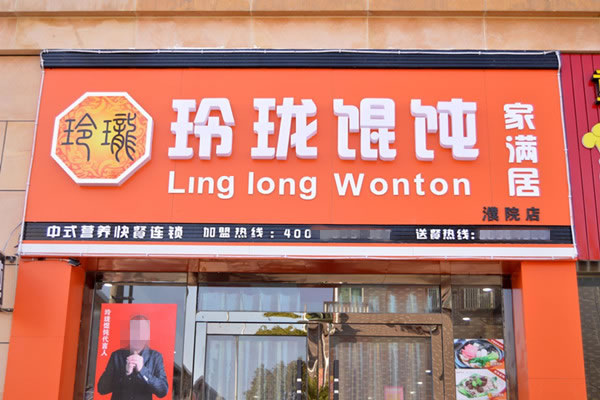 玲瓏
玲珑馄饨
Ling long Wonton
家满居
濮院店
中式营养快餐连锁 加盟热线：400
送餐热线：
玲珑馄饨代言人